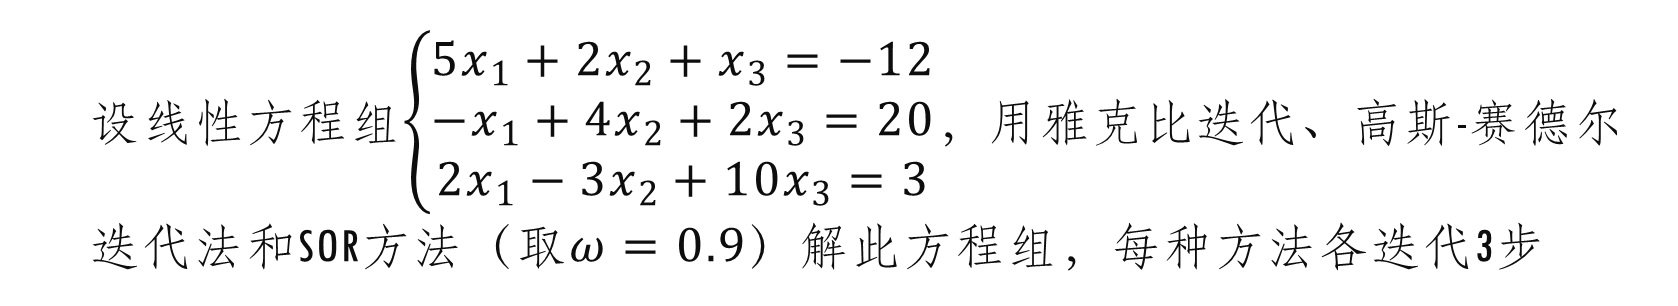 设线性方程组{5x₁ + 2x₂ + x₃ = −12
−x₁ + 4x₂ + 2x₃ = 20，用雅克比迭代、高斯-赛德尔
2x₁ − 3x₂ + 10x₃ = 3
迭代法和SOR方法（取ω = 0.9）解此方程组，每种方法各迭代3步